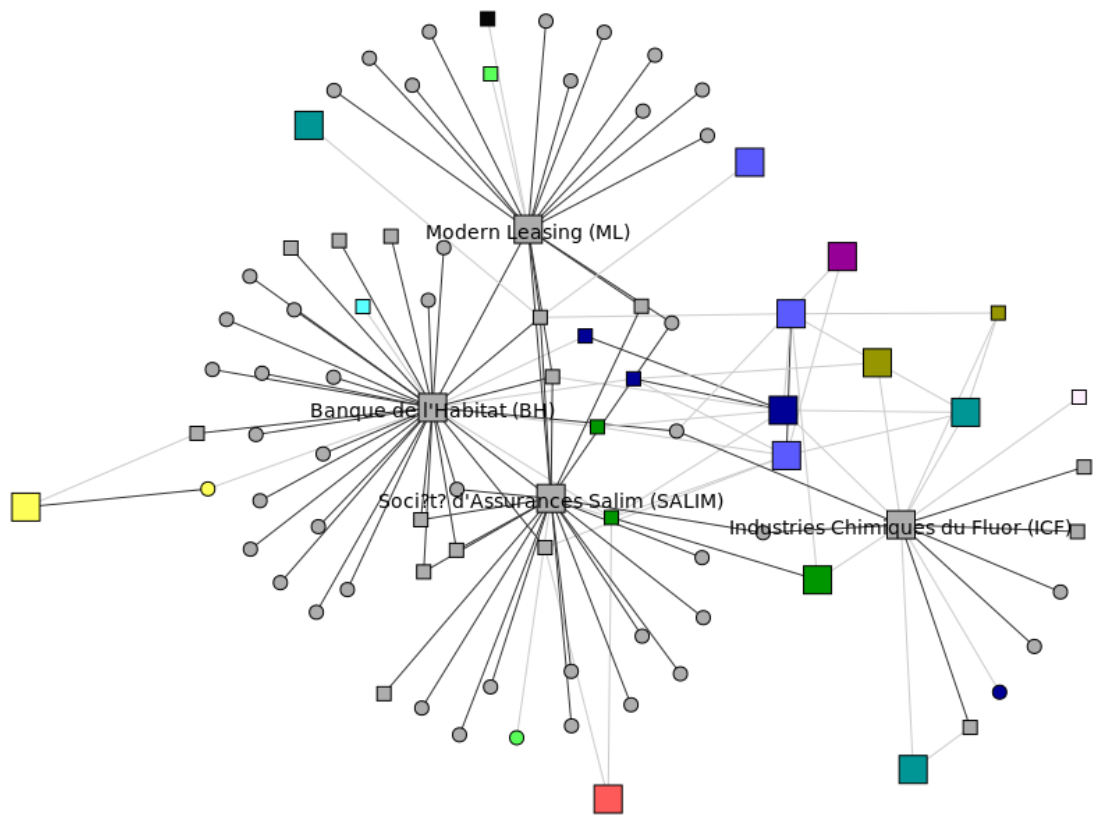 Modern Leasing (ML)
Banque de l'Habitat (BH)
Soci?t? d'Assurances Salim (SALIM)
Industries Chimiques du Fluor (ICF)